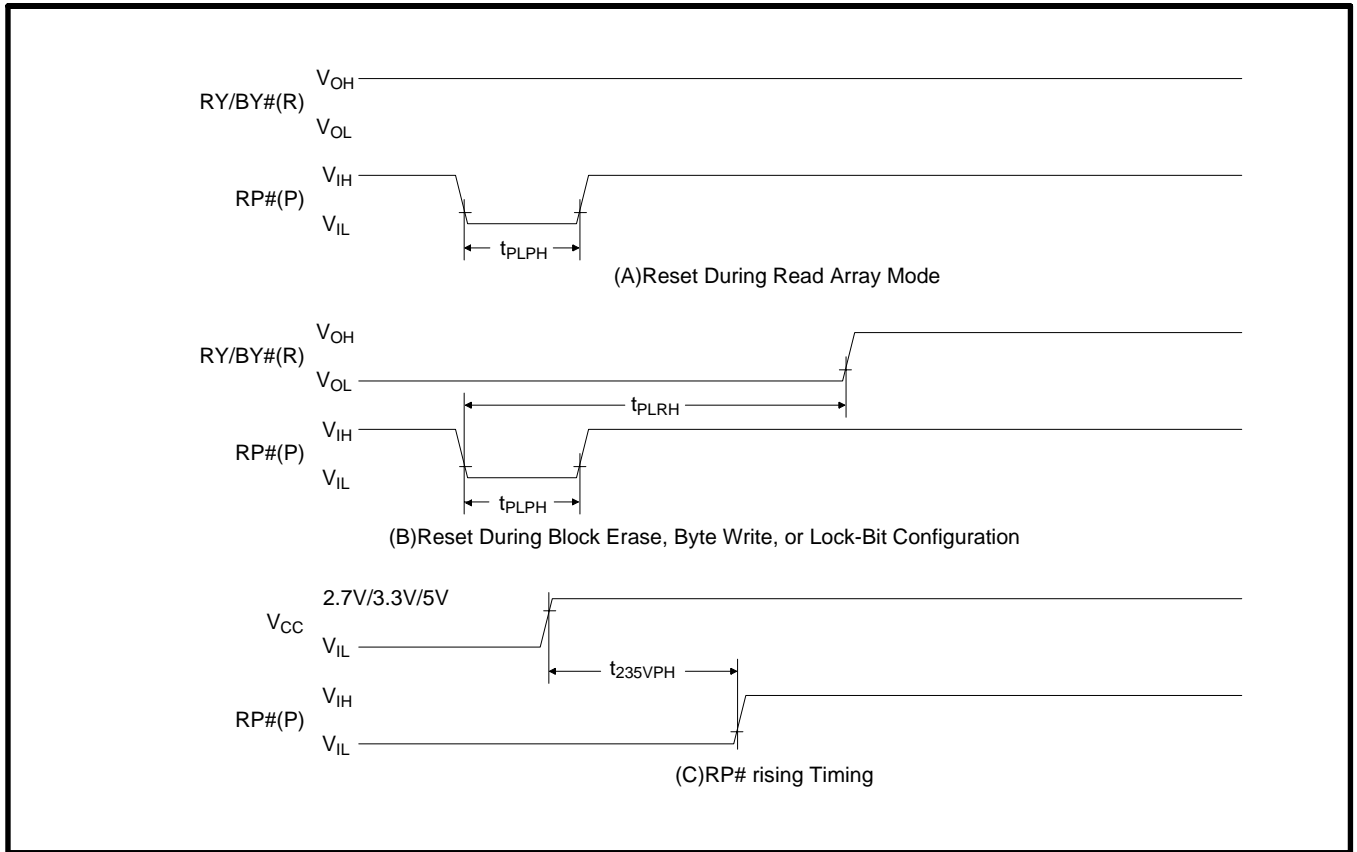 VOH
RY/BY#(R)
VOL
VIH
RP#(P)
VIL
tPLPH
(A)Reset During Read Array Mode
VOH
RY/BY#(R)
VOL
tPLRH
VIH
RP#(P)
VIL
tPLPH
(B)Reset During Block Erase, Byte Write, or Lock-Bit Configuration
2.7V/3.3V/5V
VCC
VIL
t235VPH
VIH
RP#(P)
VIL
(C)RP# rising Timing